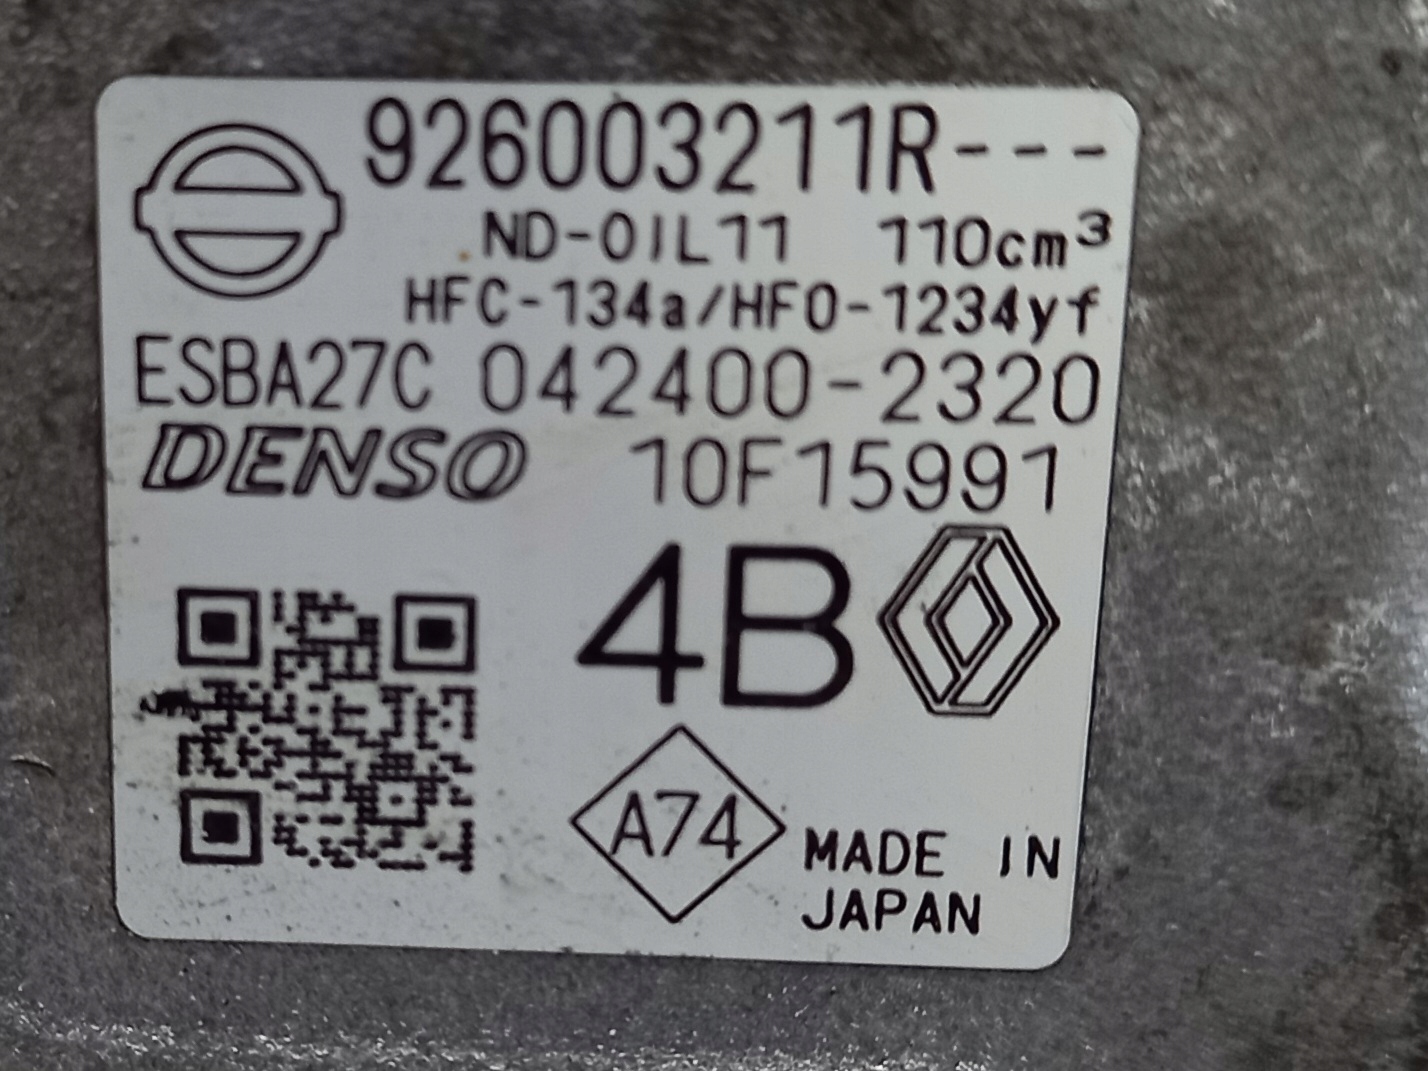 926003211R---
ND-OIL11 110cm³
HFC-134a/HFO-1234yf
ESBA27C 042400-2320
DENSO 10F15991
4B
A74
MADE IN
JAPAN